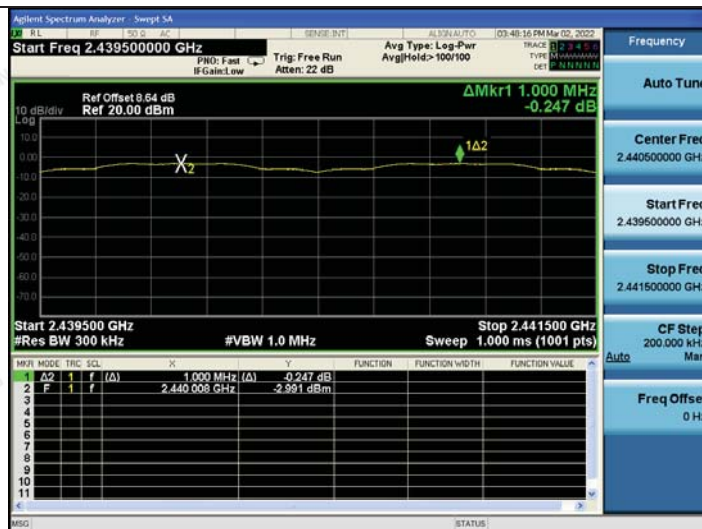 Agilent Spectrum Analyzer - Swept SA
RL RF 50 Ω AC SENSE:INT ALIGNAUTO 03:48:16 PM Mar 02, 2022
Start Freq 2.439500000 GHz
PNO: Fast
IFGain:Low
Trig: Free Run
Atten: 22 dB
Avg Type: Log-Pwr
Avg|Hold:>100/100
TRACE 1 2 3 4 5 6
TYPE M
DET P N N N N N
Ref Offset 8.64 dB
10 dB/div Ref 20.00 dBm
Log
ΔMkr1 1.000 MHz
-0.247 dB
10.0
0.00
-10.0
-20.0
-30.0
-40.0
-50.0
-60.0
-70.0
X2
1Δ2
Start 2.439500 GHz Stop 2.441500 GHz
#Res BW 300 kHz #VBW 1.0 MHz Sweep 1.000 ms (1001 pts)
MKR MODE TRC SCL X Y FUNCTION FUNCTION WIDTH FUNCTION VALUE
1 Δ2 1 f (Δ) 1.000 MHz (Δ) -0.247 dB
2 F 1 f 2.440 008 GHz -2.991 dBm
3
4
5
6
7
8
9
10
11
MSG STATUS
Frequency
Auto Tune
Center Freq
2.440500000 GHz
Start Freq
2.439500000 GHz
Stop Freq
2.441500000 GHz
CF Step
200.000 kHz
Auto Man
Freq Offset
0 Hz